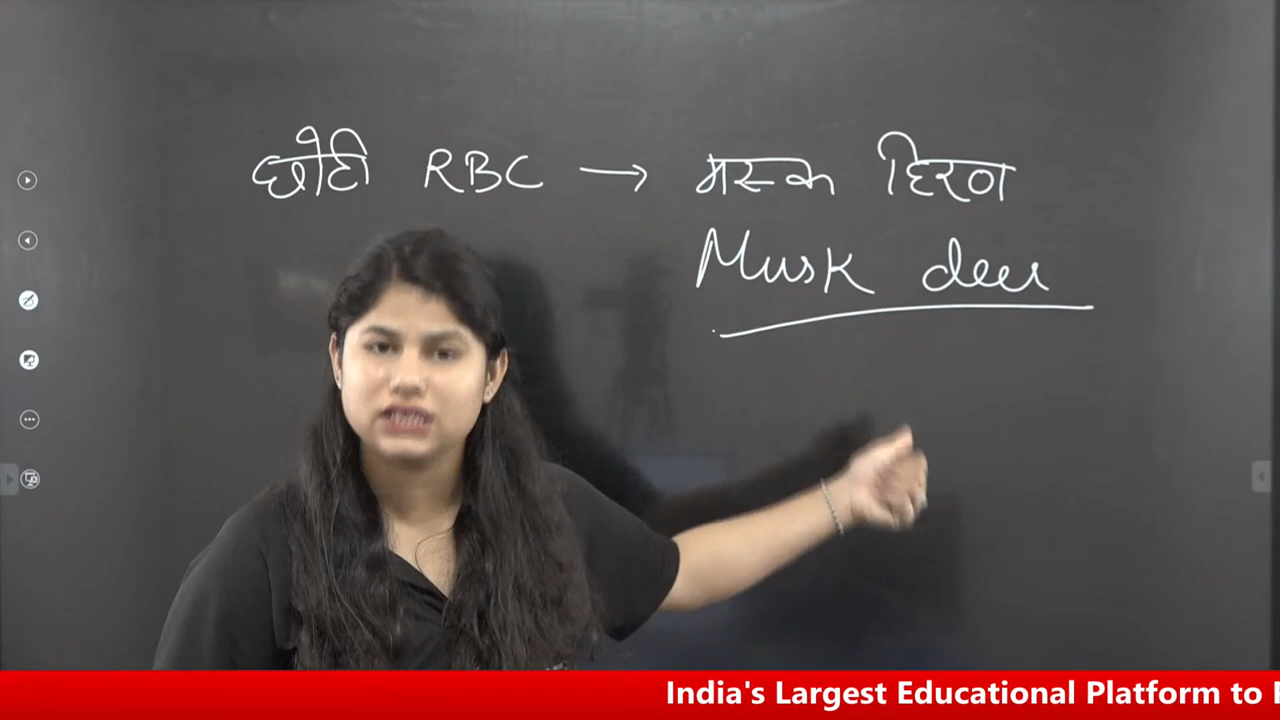 छोटी RBC → मस्क हिरण
Musk deer
India's Largest Educational Platform to